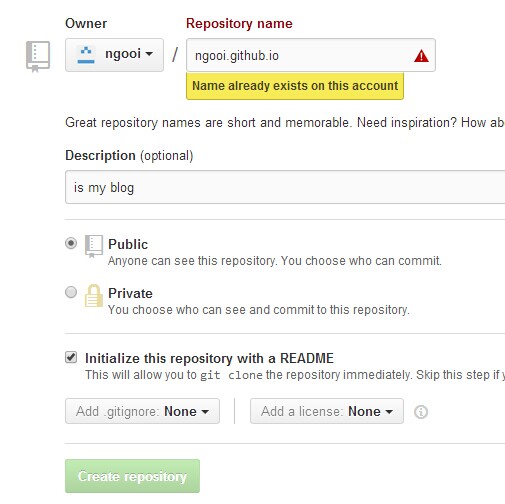 Owner Repository name
ngooi / ngooi.github.io
Name already exists on this account
Great repository names are short and memorable. Need inspiration? How ab
Description (optional)
is my blog
Public
Anyone can see this repository. You choose who can commit.
Private
You choose who can see and commit to this repository.
Initialize this repository with a README
This will allow you to git clone the repository immediately. Skip this step if y
Add .gitignore: None Add a license: None
Create repository